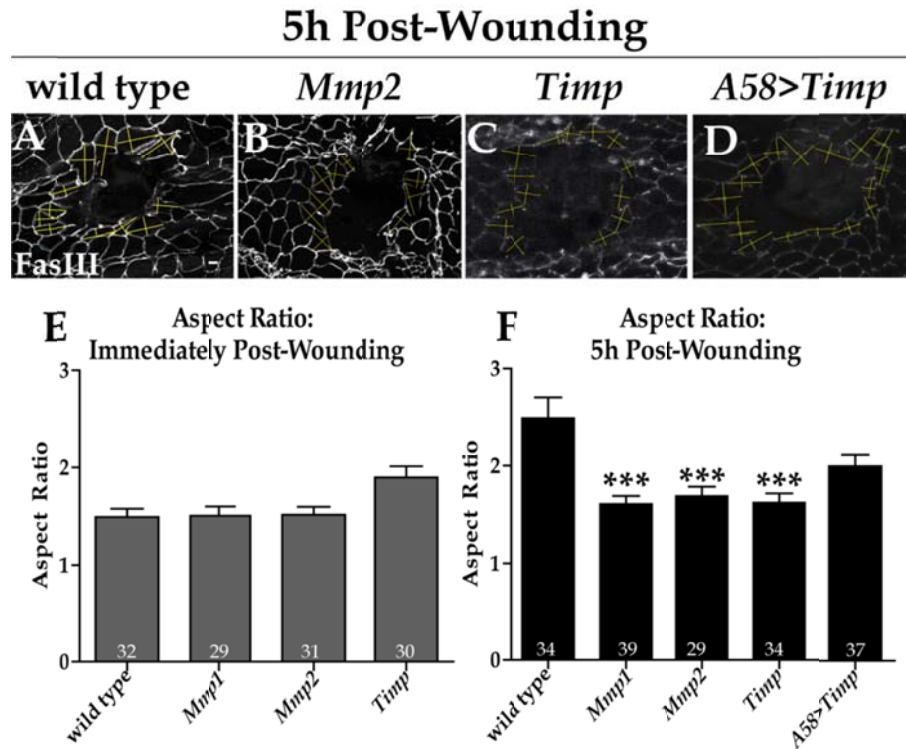 5h Post-Wounding
wild type Mmp2 Timp A58>Timp
A B C D
FasIII
E Aspect Ratio:
Immediately Post-Wounding
3
2
1
0
Aspect Ratio
32 29 31 30
wild type Mmp1 Mmp2 Timp
F Aspect Ratio:
5h Post-Wounding
3
2
1
0
Aspect Ratio
*** *** ***
34 39 29 34 37
wild type Mmp1 Mmp2 Timp A58>Timp